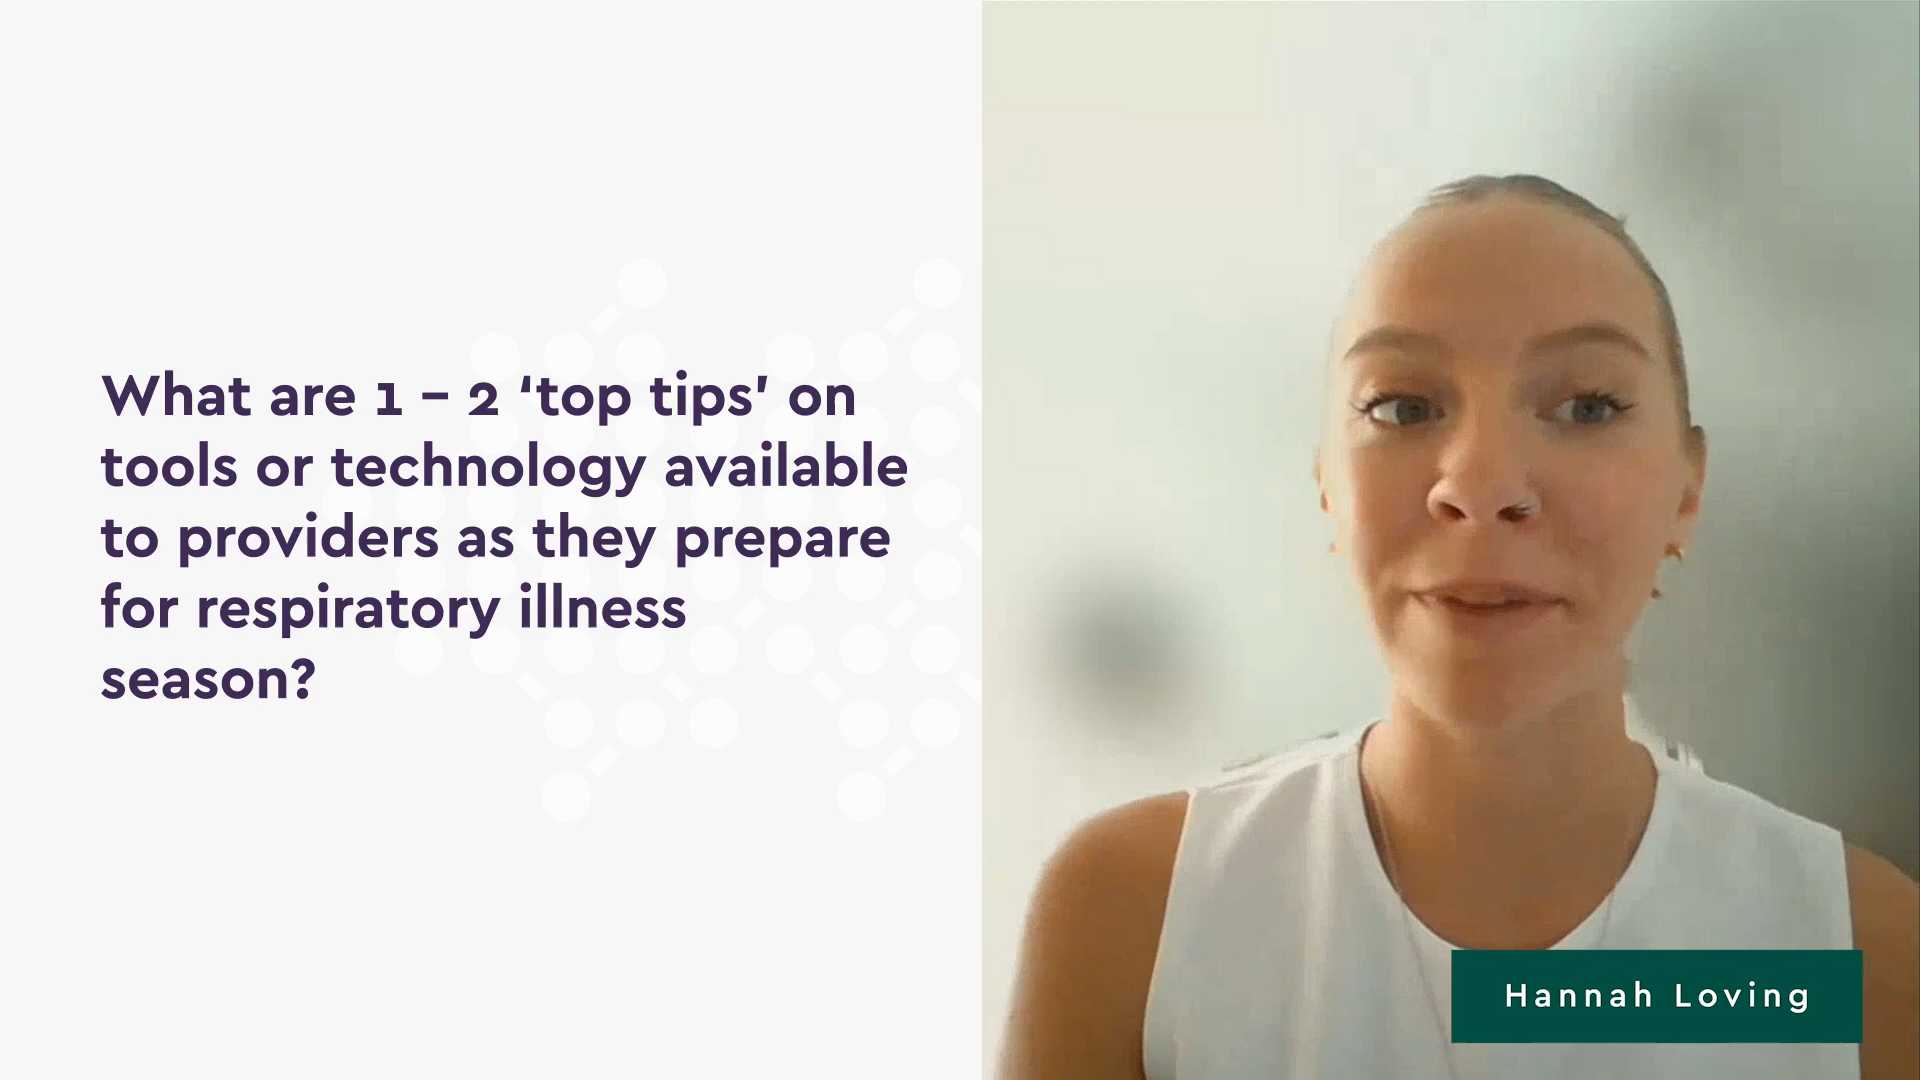 What are 1 – 2 ‘top tips’ on
tools or technology available
to providers as they prepare
for respiratory illness
season?
Hannah Loving